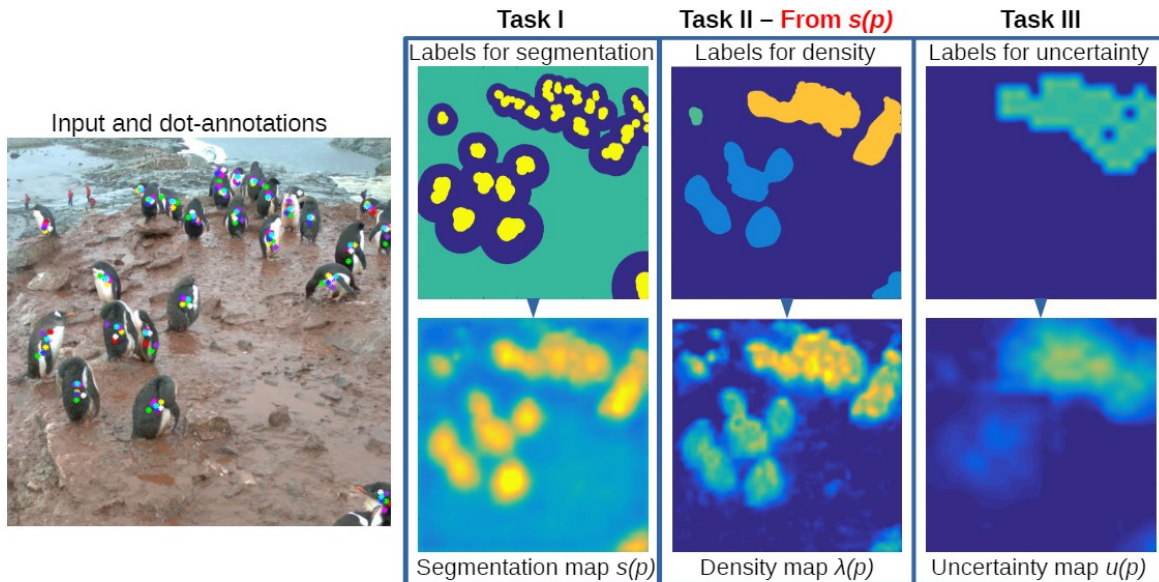 Task I
Task II – From s(p)
Task III
Labels for segmentation
Labels for density
Labels for uncertainty
Input and dot-annotations
Segmentation map s(p)
Density map λ(p)
Uncertainty map u(p)